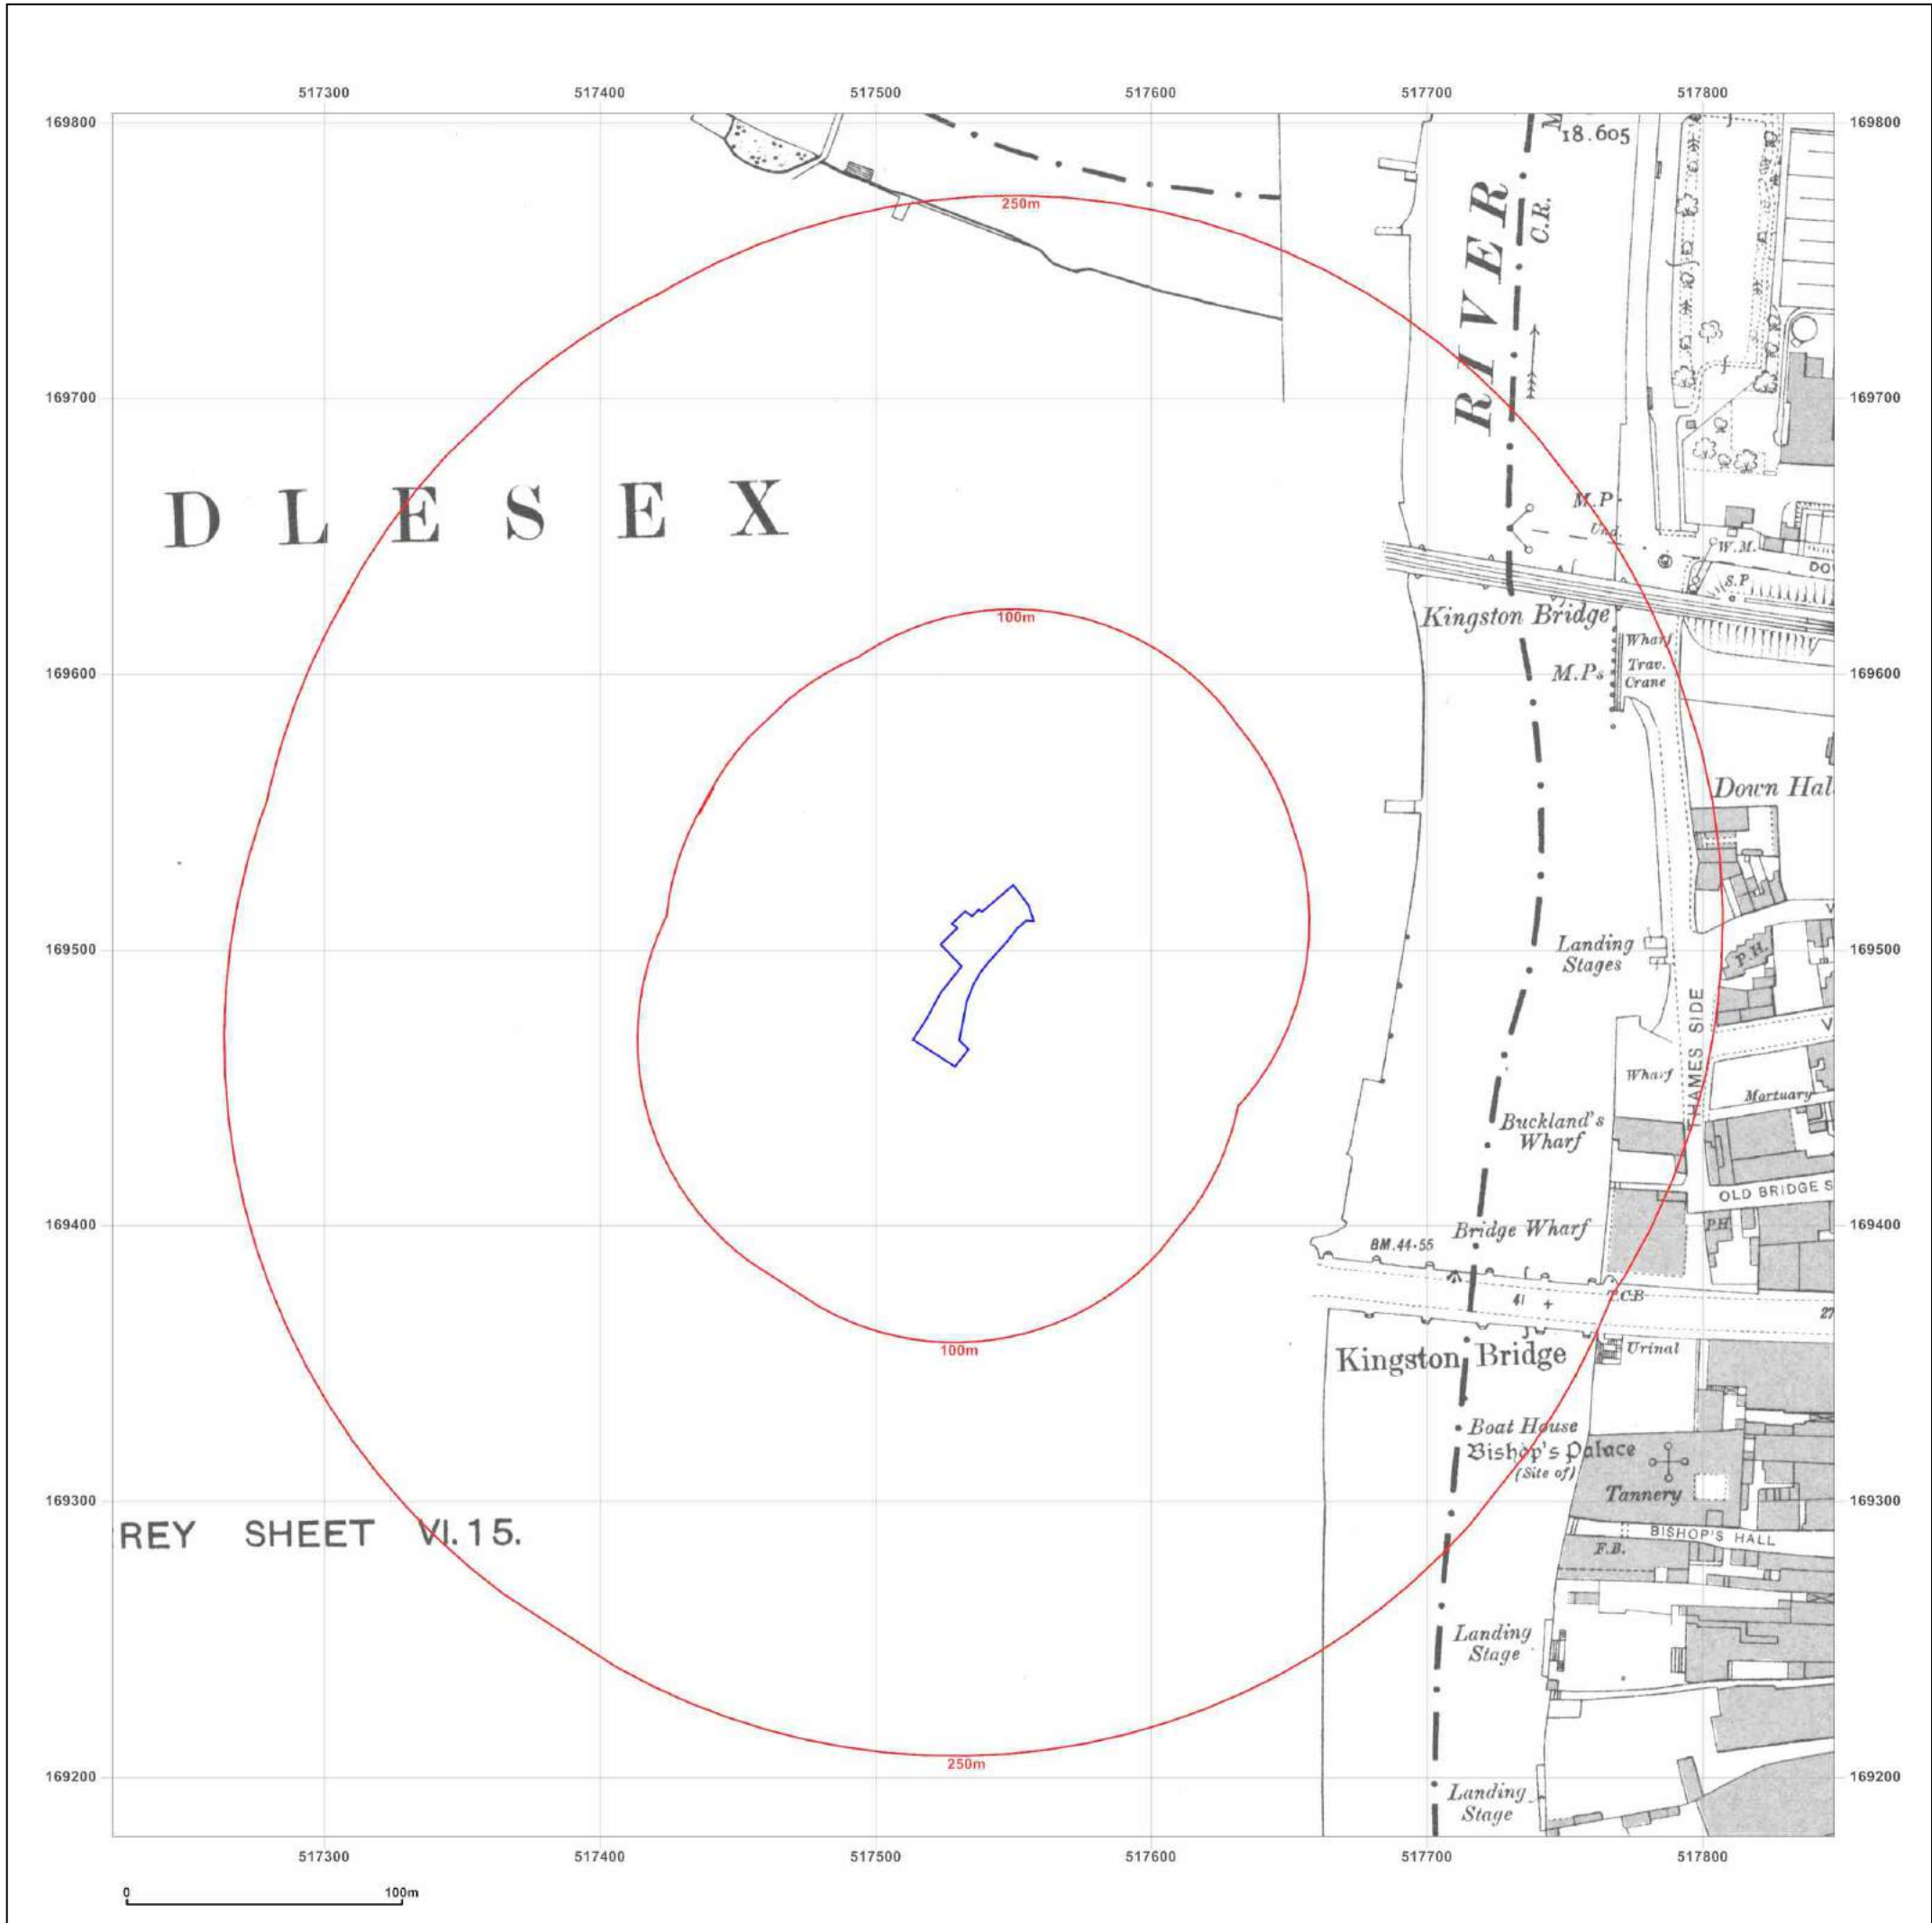 517300 517400 517500 517600 517700 517800
169800 169800
18.605
250m
RIVER
C.R.
169700 169700
DLESEX
M.P.
Und.
W.M.
S.P.
Kingston Bridge
100m
Wharf
M.Ps
Trav.
Crane
169600 169600
Down Hal
Landing
Stages
P.H.
169500 169500
THAMES SIDE
Wharf
Mortuary
Buckland's
Wharf
OLD BRIDGE S
P.H.
169400 169400
Bridge Wharf
B.M.44·55
T.C.B
41
27
100m
Kingston Bridge
Urinal
Boat House
Bishop's Palace
(Site of)
Tannery
169300 169300
REY SHEET VI.15.
BISHOP'S HALL
F.B.
Landing
Stage
250m
169200 169200
Landing
Stage
517300 517400 517500 517600 517700 517800
0 100m